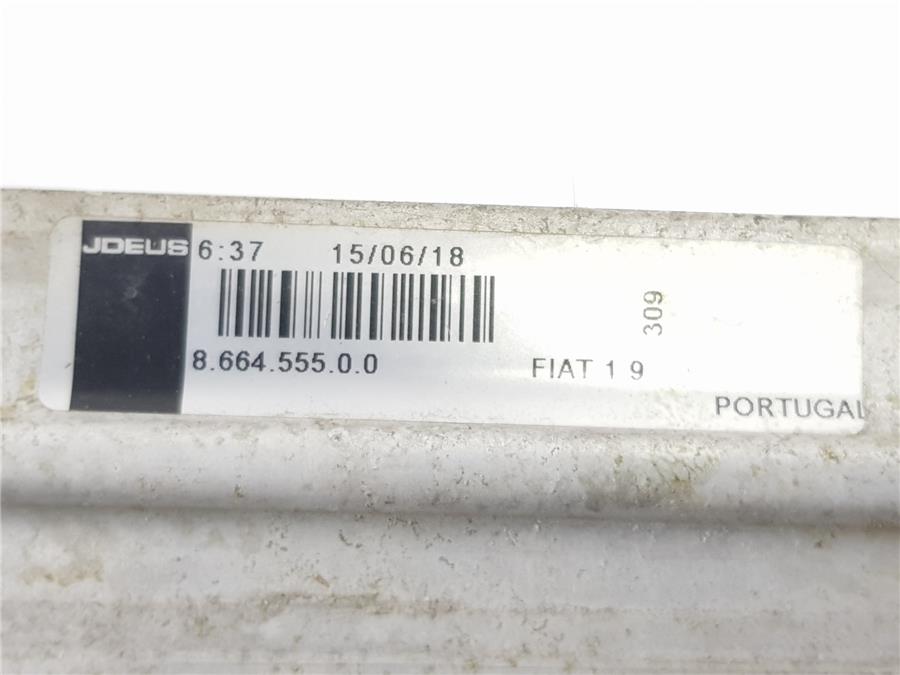 JDEUS 6:37 15/06/18
309
8.664.555.0.0 FIAT 1 9
PORTUGAL